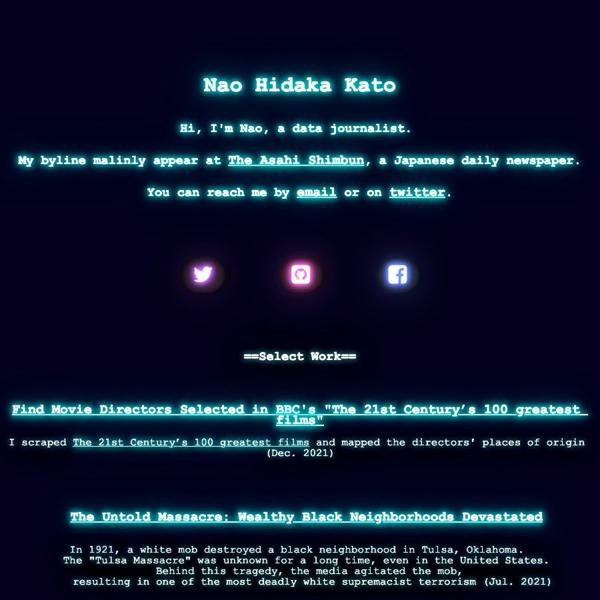 Nao Hidaka Kato
Hi, I'm Nao, a data journalist.
My byline malinly appear at The Asahi Shimbun, a Japanese daily newspaper.
You can reach me by email or on twitter.
==Select Work==
Find Movie Directors Selected in BBC's "The 21st Century’s 100 greatest
films"
I scraped The 21st Century’s 100 greatest films and mapped the directors’ places of origin
(Dec. 2021)
The Untold Massacre: Wealthy Black Neighborhoods Devastated
In 1921, a white mob destroyed a black neighborhood in Tulsa, Oklahoma.
The "Tulsa Massacre" was unknown for a long time, even in the United States.
Behind this tragedy, the media agitated the mob,
resulting in one of the most deadly white supremacist terrorism (Jul. 2021)